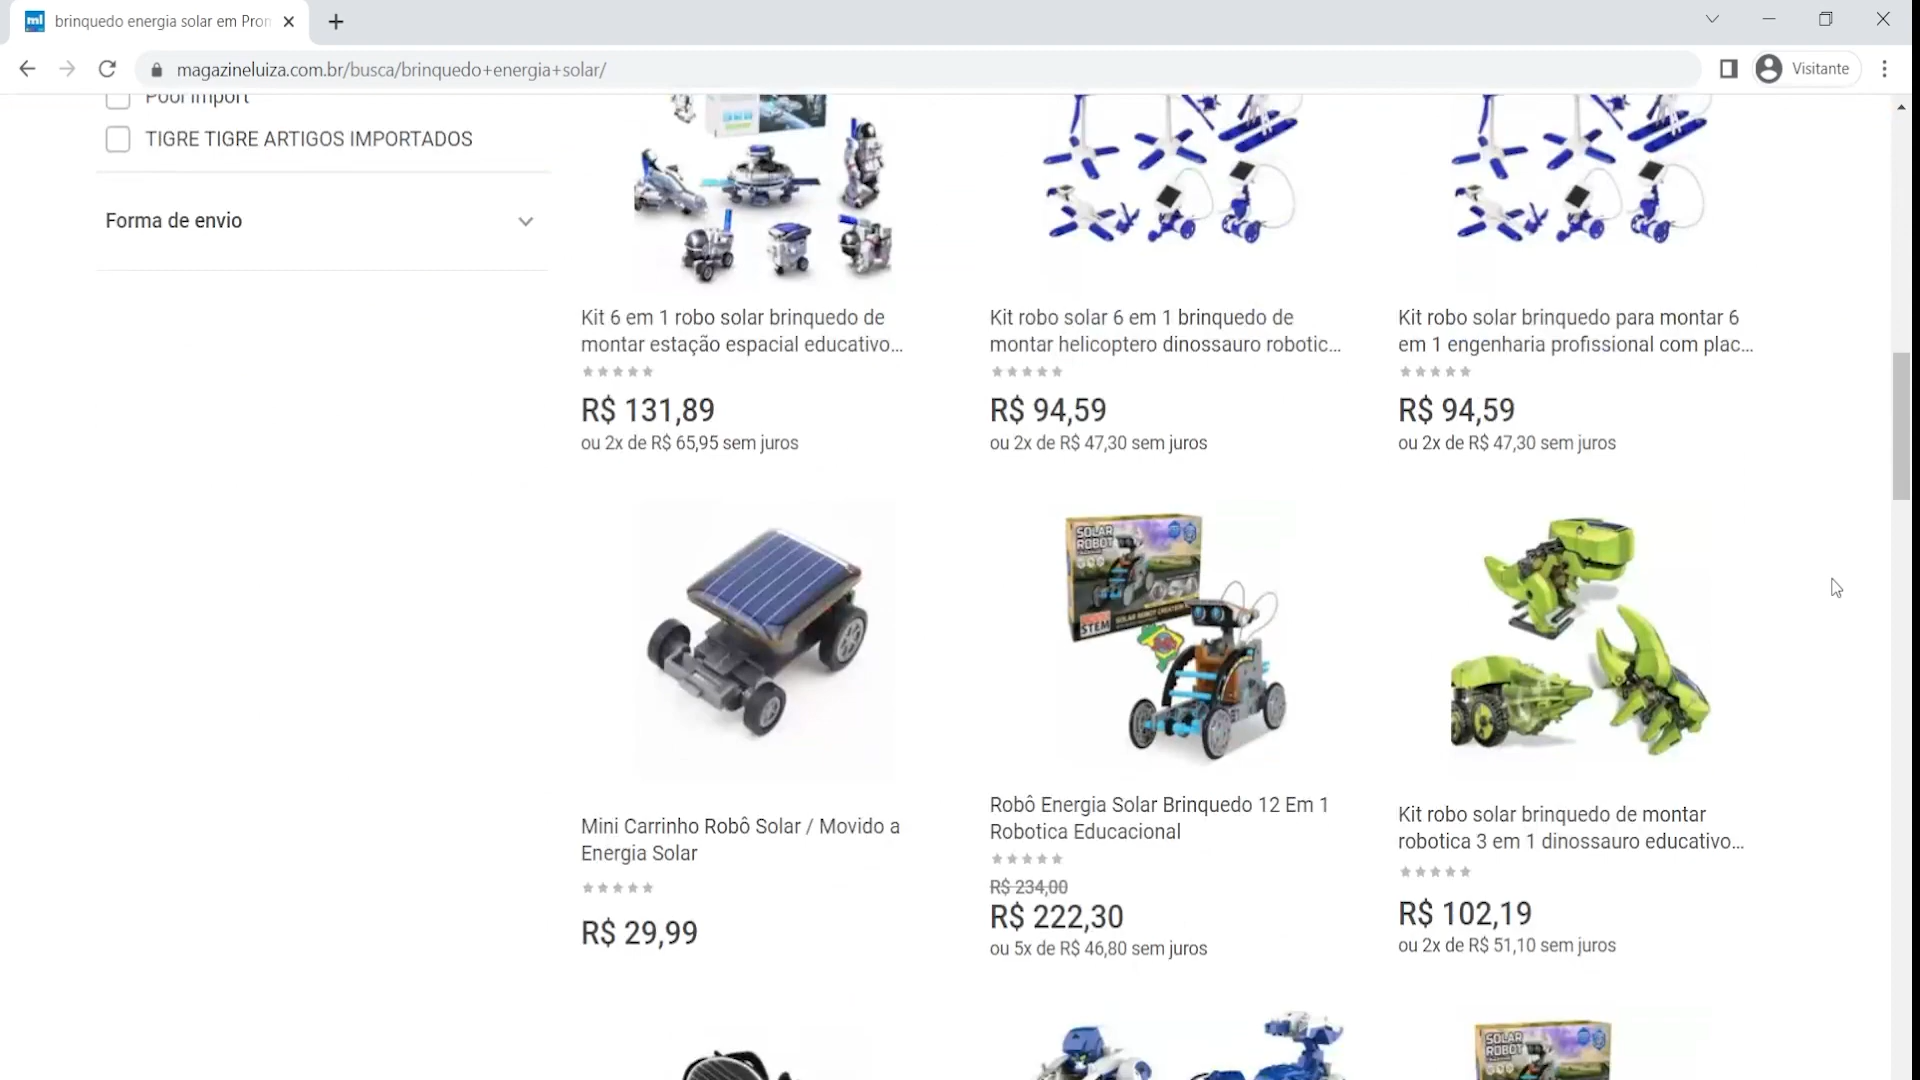 brinquedo energia solar em Pron
magazineluiza.com.br/busca/brinquedo+energia+solar/
Visitante
Pool Import
TIGRE TIGRE ARTIGOS IMPORTADOS
Forma de envio
Kit 6 em 1 robo solar brinquedo de
montar estação espacial educativo...
R$ 131,89
ou 2x de R$ 65,95 sem juros
Kit robo solar 6 em 1 brinquedo de
montar helicoptero dinossauro robotic...
R$ 94,59
ou 2x de R$ 47,30 sem juros
Kit robo solar brinquedo para montar 6
em 1 engenharia profissional com plac...
R$ 94,59
ou 2x de R$ 47,30 sem juros
SOLAR
ROBOT
STEM
Mini Carrinho Robô Solar / Movido a
Energia Solar
R$ 29,99
Robô Energia Solar Brinquedo 12 Em 1
Robotica Educacional
R$ 234,00
R$ 222,30
ou 5x de R$ 46,80 sem juros
Kit robo solar brinquedo de montar
robotica 3 em 1 dinossauro educativo...
R$ 102,19
ou 2x de R$ 51,10 sem juros
SOLAR
ROBOT